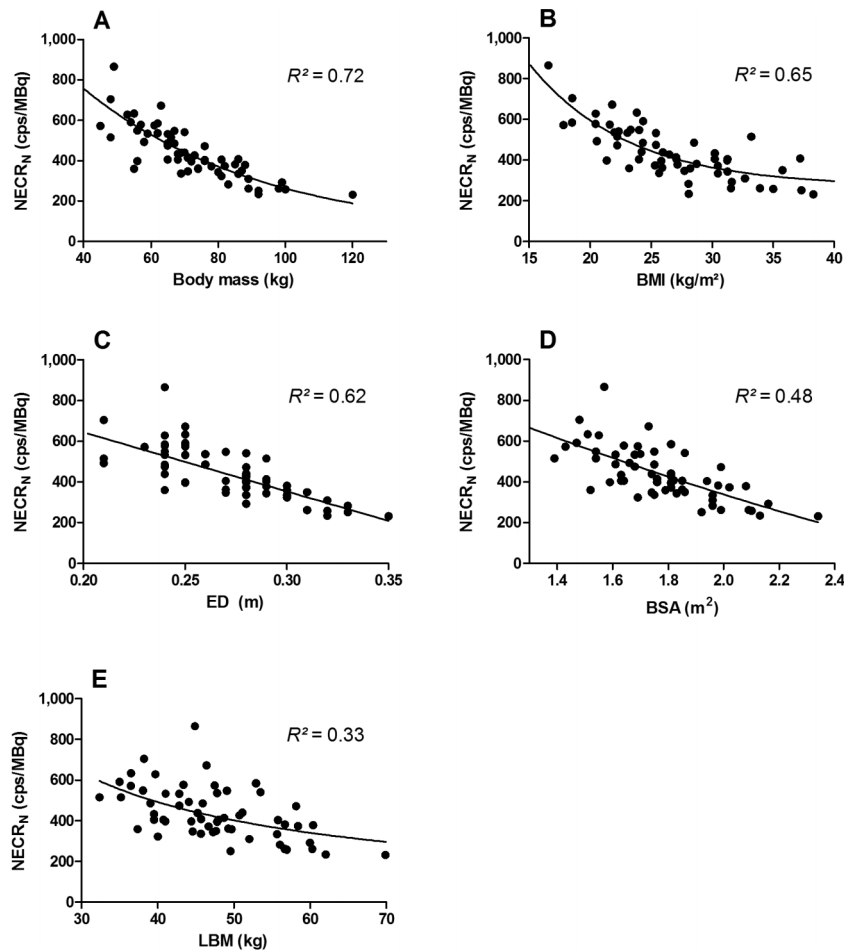 A
R² = 0.72
NECR_N (cps/MBq)
1,000
800
600
400
200
0
40 60 80 100 120
Body mass (kg)
B
R² = 0.65
NECR_N (cps/MBq)
1,000
800
600
400
200
0
15 20 25 30 35 40
BMI (kg/m²)
C
R² = 0.62
NECR_N (cps/MBq)
1,000
800
600
400
200
0
0.20 0.25 0.30 0.35
ED (m)
D
R² = 0.48
NECR_N (cps/MBq)
1,000
800
600
400
200
0
1.4 1.6 1.8 2.0 2.2 2.4
BSA (m²)
E
R² = 0.33
NECR_N (cps/MBq)
1,000
800
600
400
200
0
30 40 50 60 70
LBM (kg)